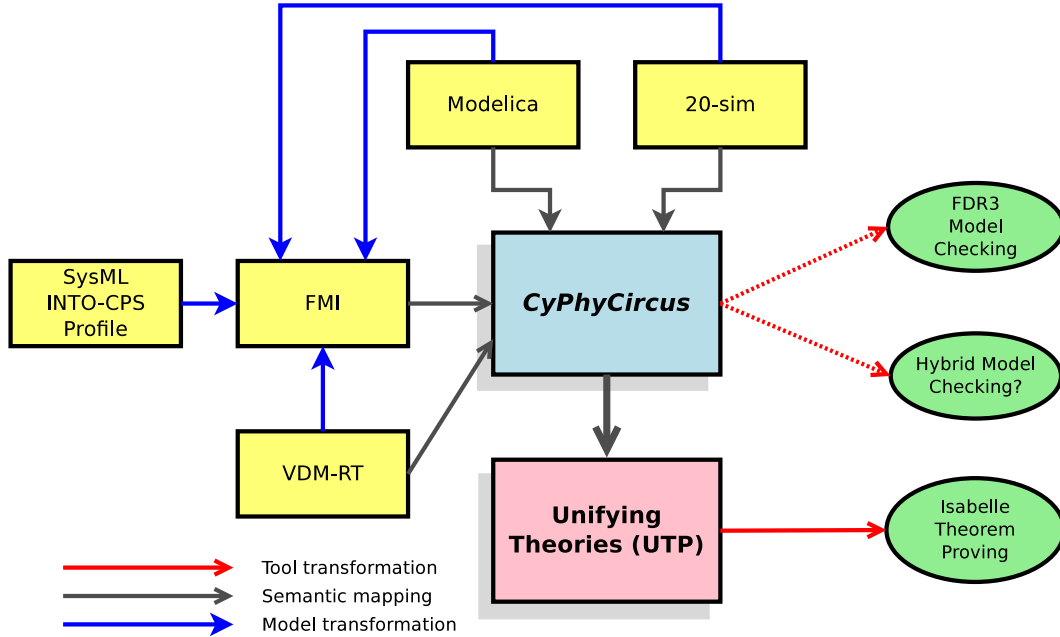 Modelica
20-sim
FDR3
Model
Checking
SysML
INTO-CPS
Profile
FMI
CyPhyCircus
Hybrid Model
Checking?
VDM-RT
Unifying
Theories (UTP)
Isabelle
Theorem
Proving
Tool transformation
Semantic mapping
Model transformation